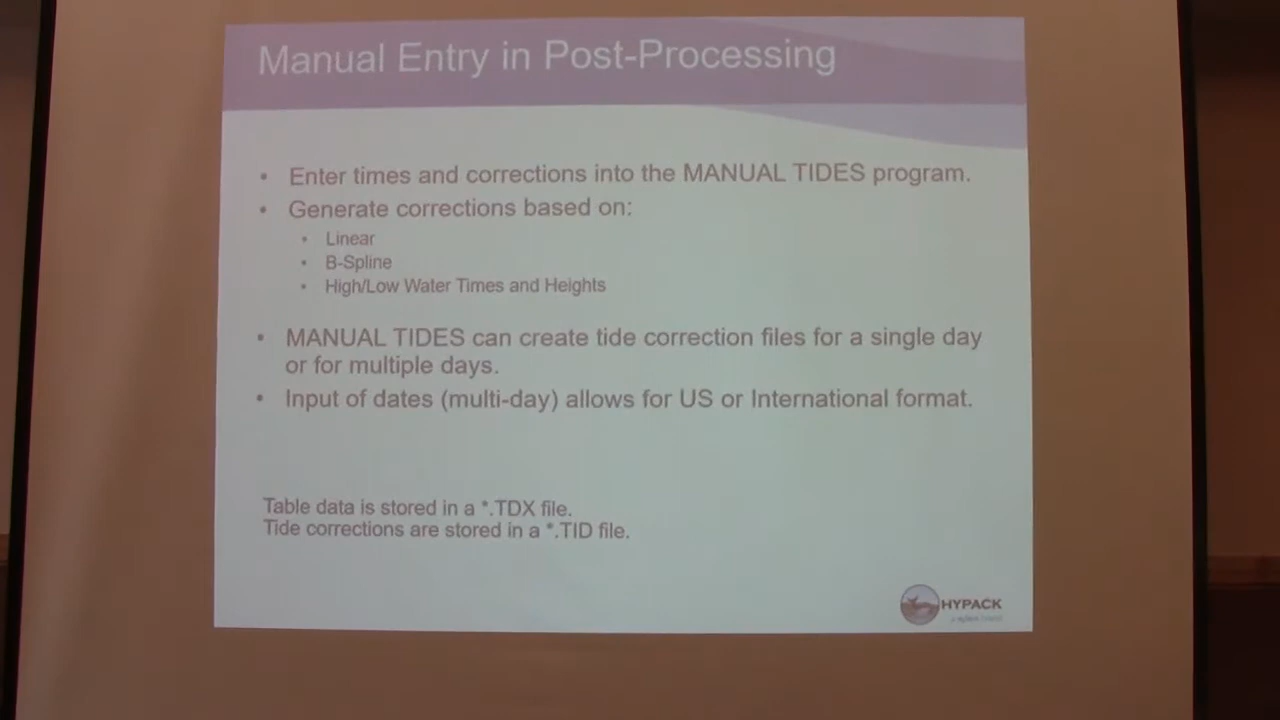 Manual Entry in Post-Processing
• Enter times and corrections into the MANUAL TIDES program.
• Generate corrections based on:
• Linear
• B-Spline
• High/Low Water Times and Heights
• MANUAL TIDES can create tide correction files for a single day
or for multiple days.
• Input of dates (multi-day) allows for US or International format.
Table data is stored in a *.TDX file.
Tide corrections are stored in a *.TID file.
HYPACK